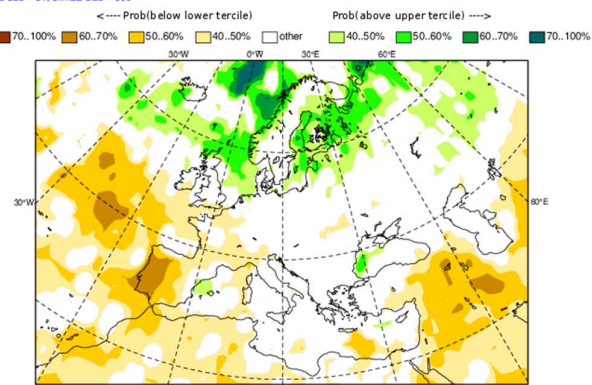 <---- Prob(below lower tercile) Prob(above upper tercile) ---->
70..100% 60..70% 50..60% 40..50% other 40..50% 50..60% 60..70% 70..100%
30°W 0°W 30°E 60°E
30°W 60°E